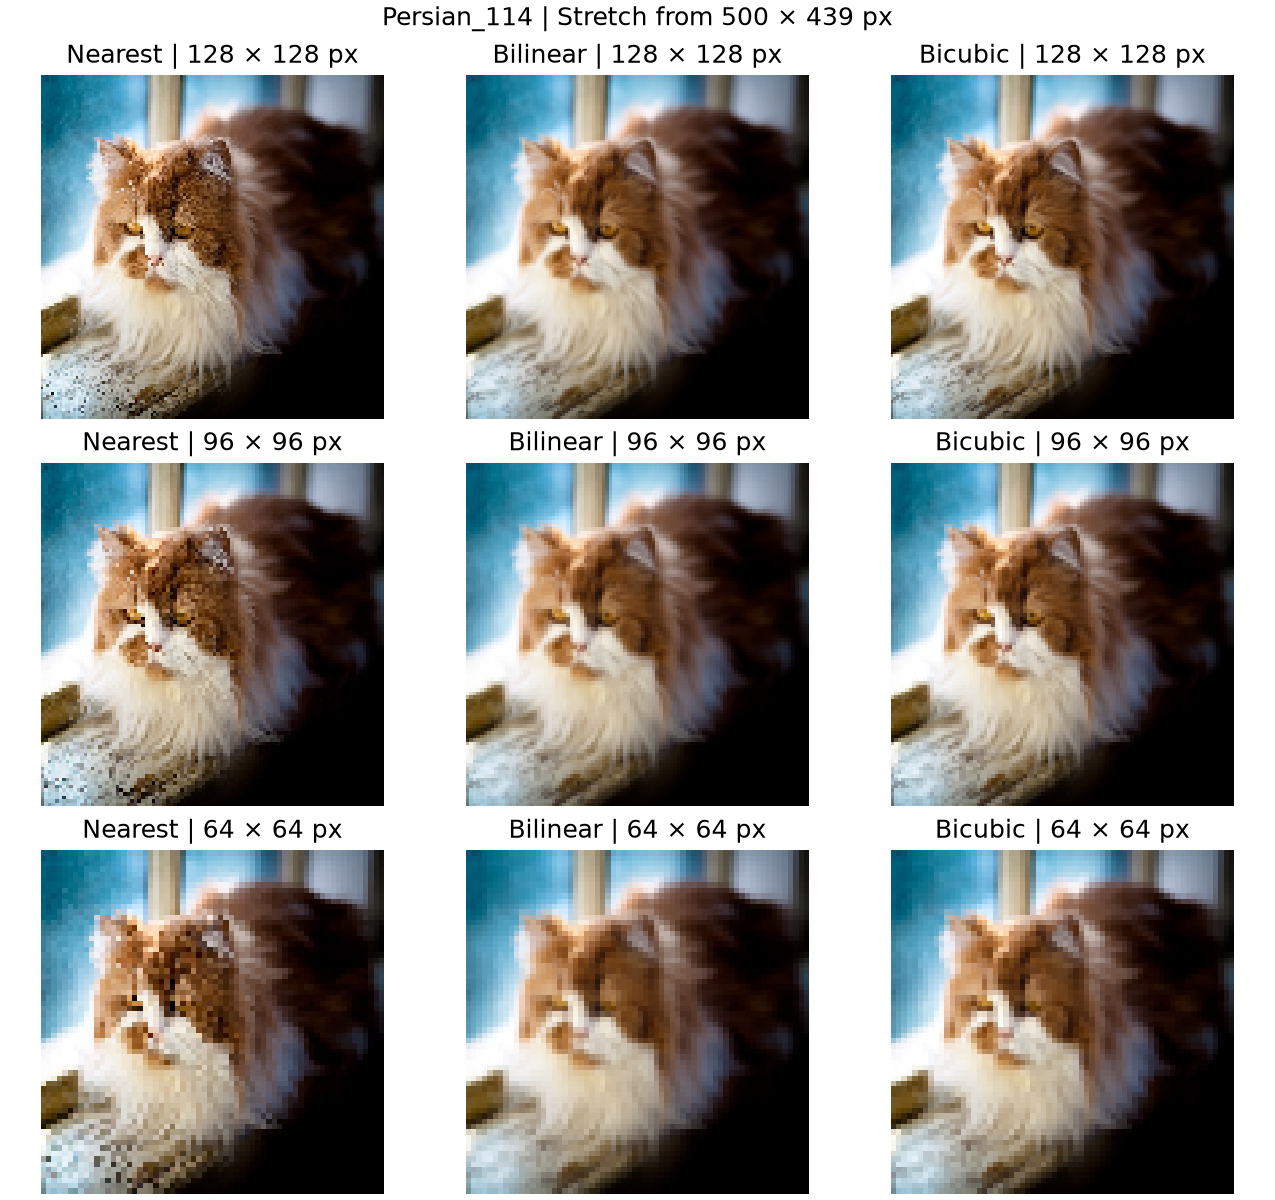 Persian_114 | Stretch from 500 × 439 px
Nearest | 128 × 128 px
Bilinear | 128 × 128 px
Bicubic | 128 × 128 px
Nearest | 96 × 96 px
Bilinear | 96 × 96 px
Bicubic | 96 × 96 px
Nearest | 64 × 64 px
Bilinear | 64 × 64 px
Bicubic | 64 × 64 px